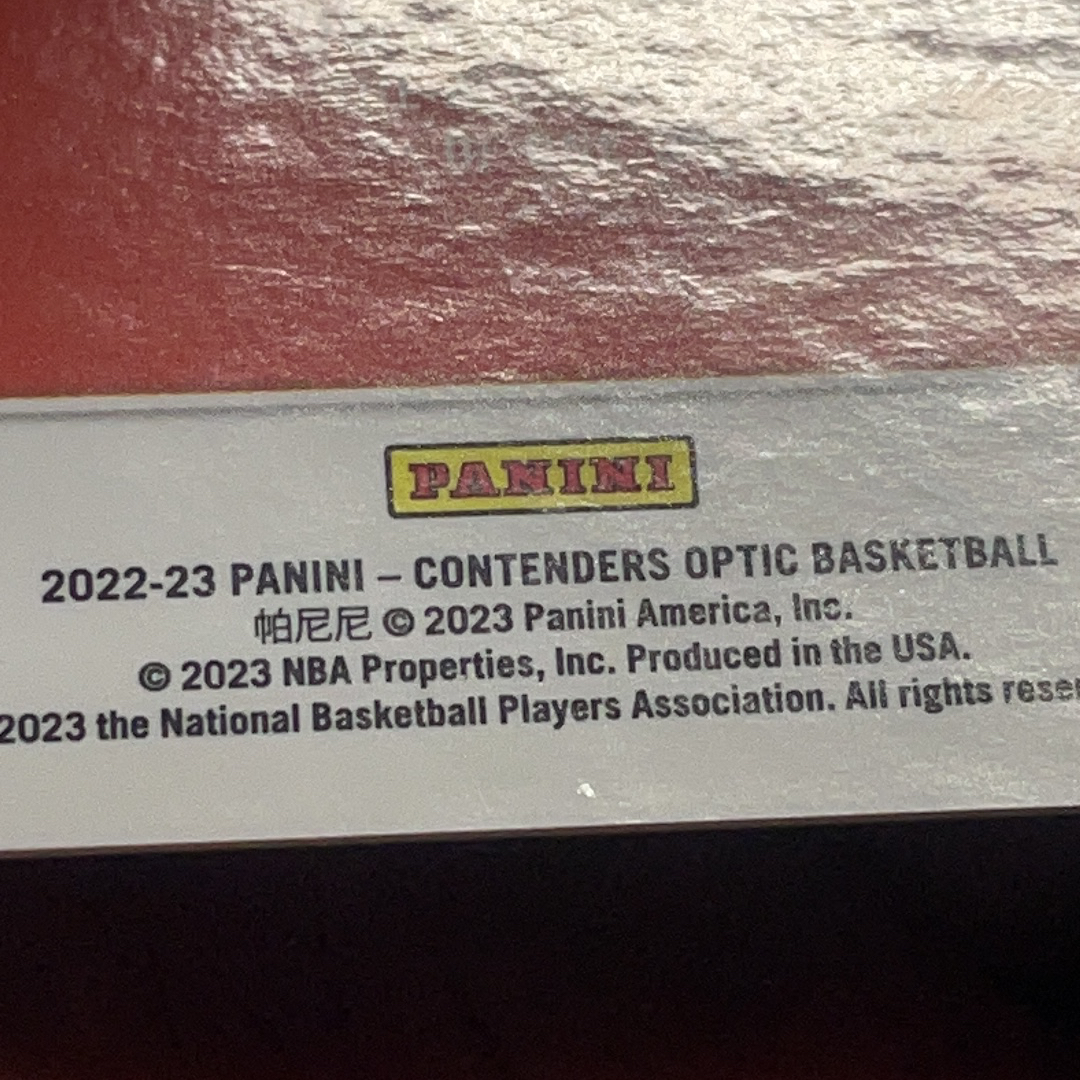 PANINI
2022-23 PANINI – CONTENDERS OPTIC BASKETBALL
帕尼尼 © 2023 Panini America, Inc.
© 2023 NBA Properties, Inc. Produced in the USA.
2023 the National Basketball Players Association. All rights reser